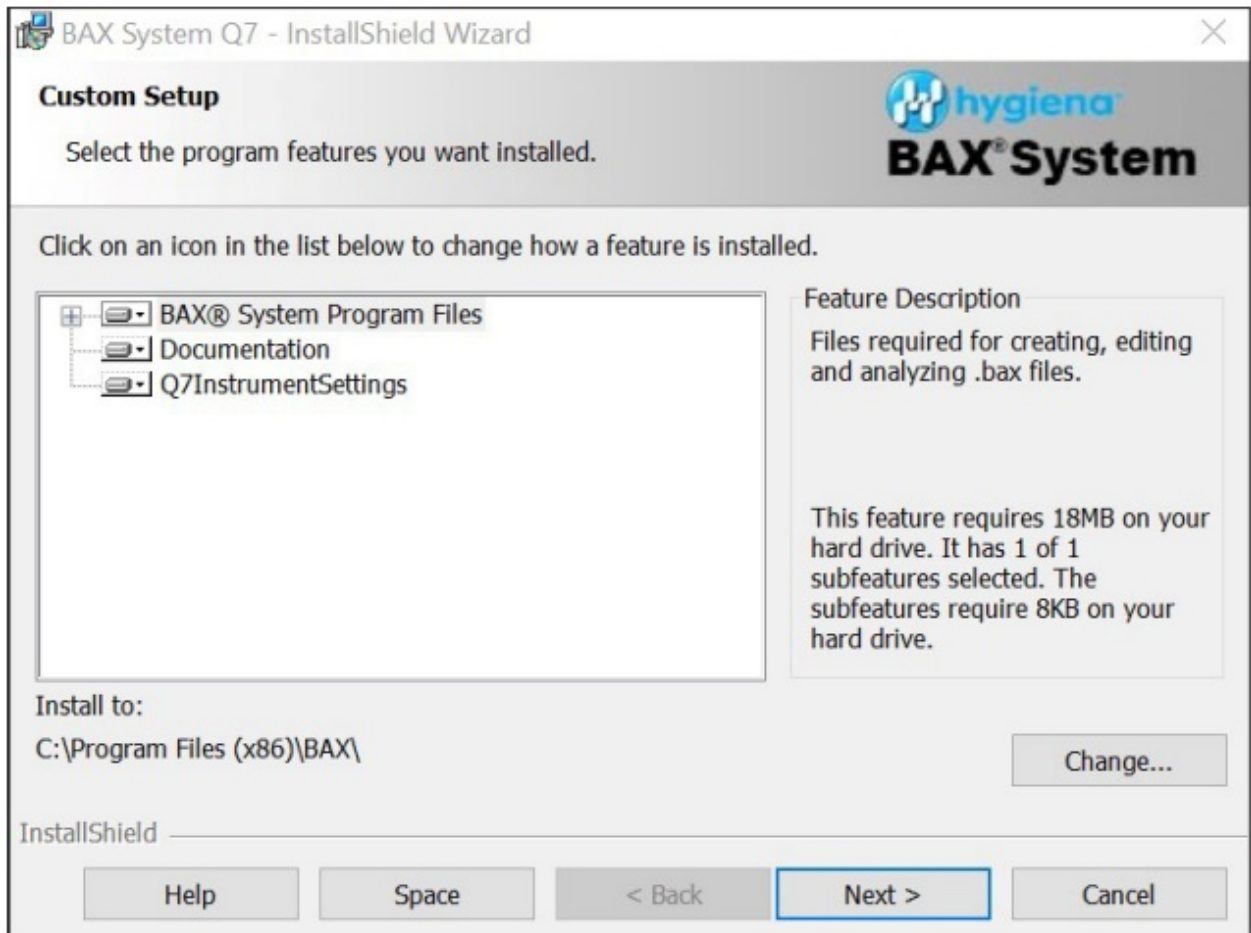 BAX System Q7 - InstallShield Wizard
Custom Setup
Select the program features you want installed.
hygiena
BAX® System
Click on an icon in the list below to change how a feature is installed.
BAX® System Program Files
Documentation
Q7InstrumentSettings
Feature Description
Files required for creating, editing
and analyzing .bax files.
This feature requires 18MB on your
hard drive. It has 1 of 1
subfeatures selected. The
subfeatures require 8KB on your
hard drive.
Install to:
C:\Program Files (x86)\BAX\
Change...
InstallShield
Help
Space
< Back
Next >
Cancel